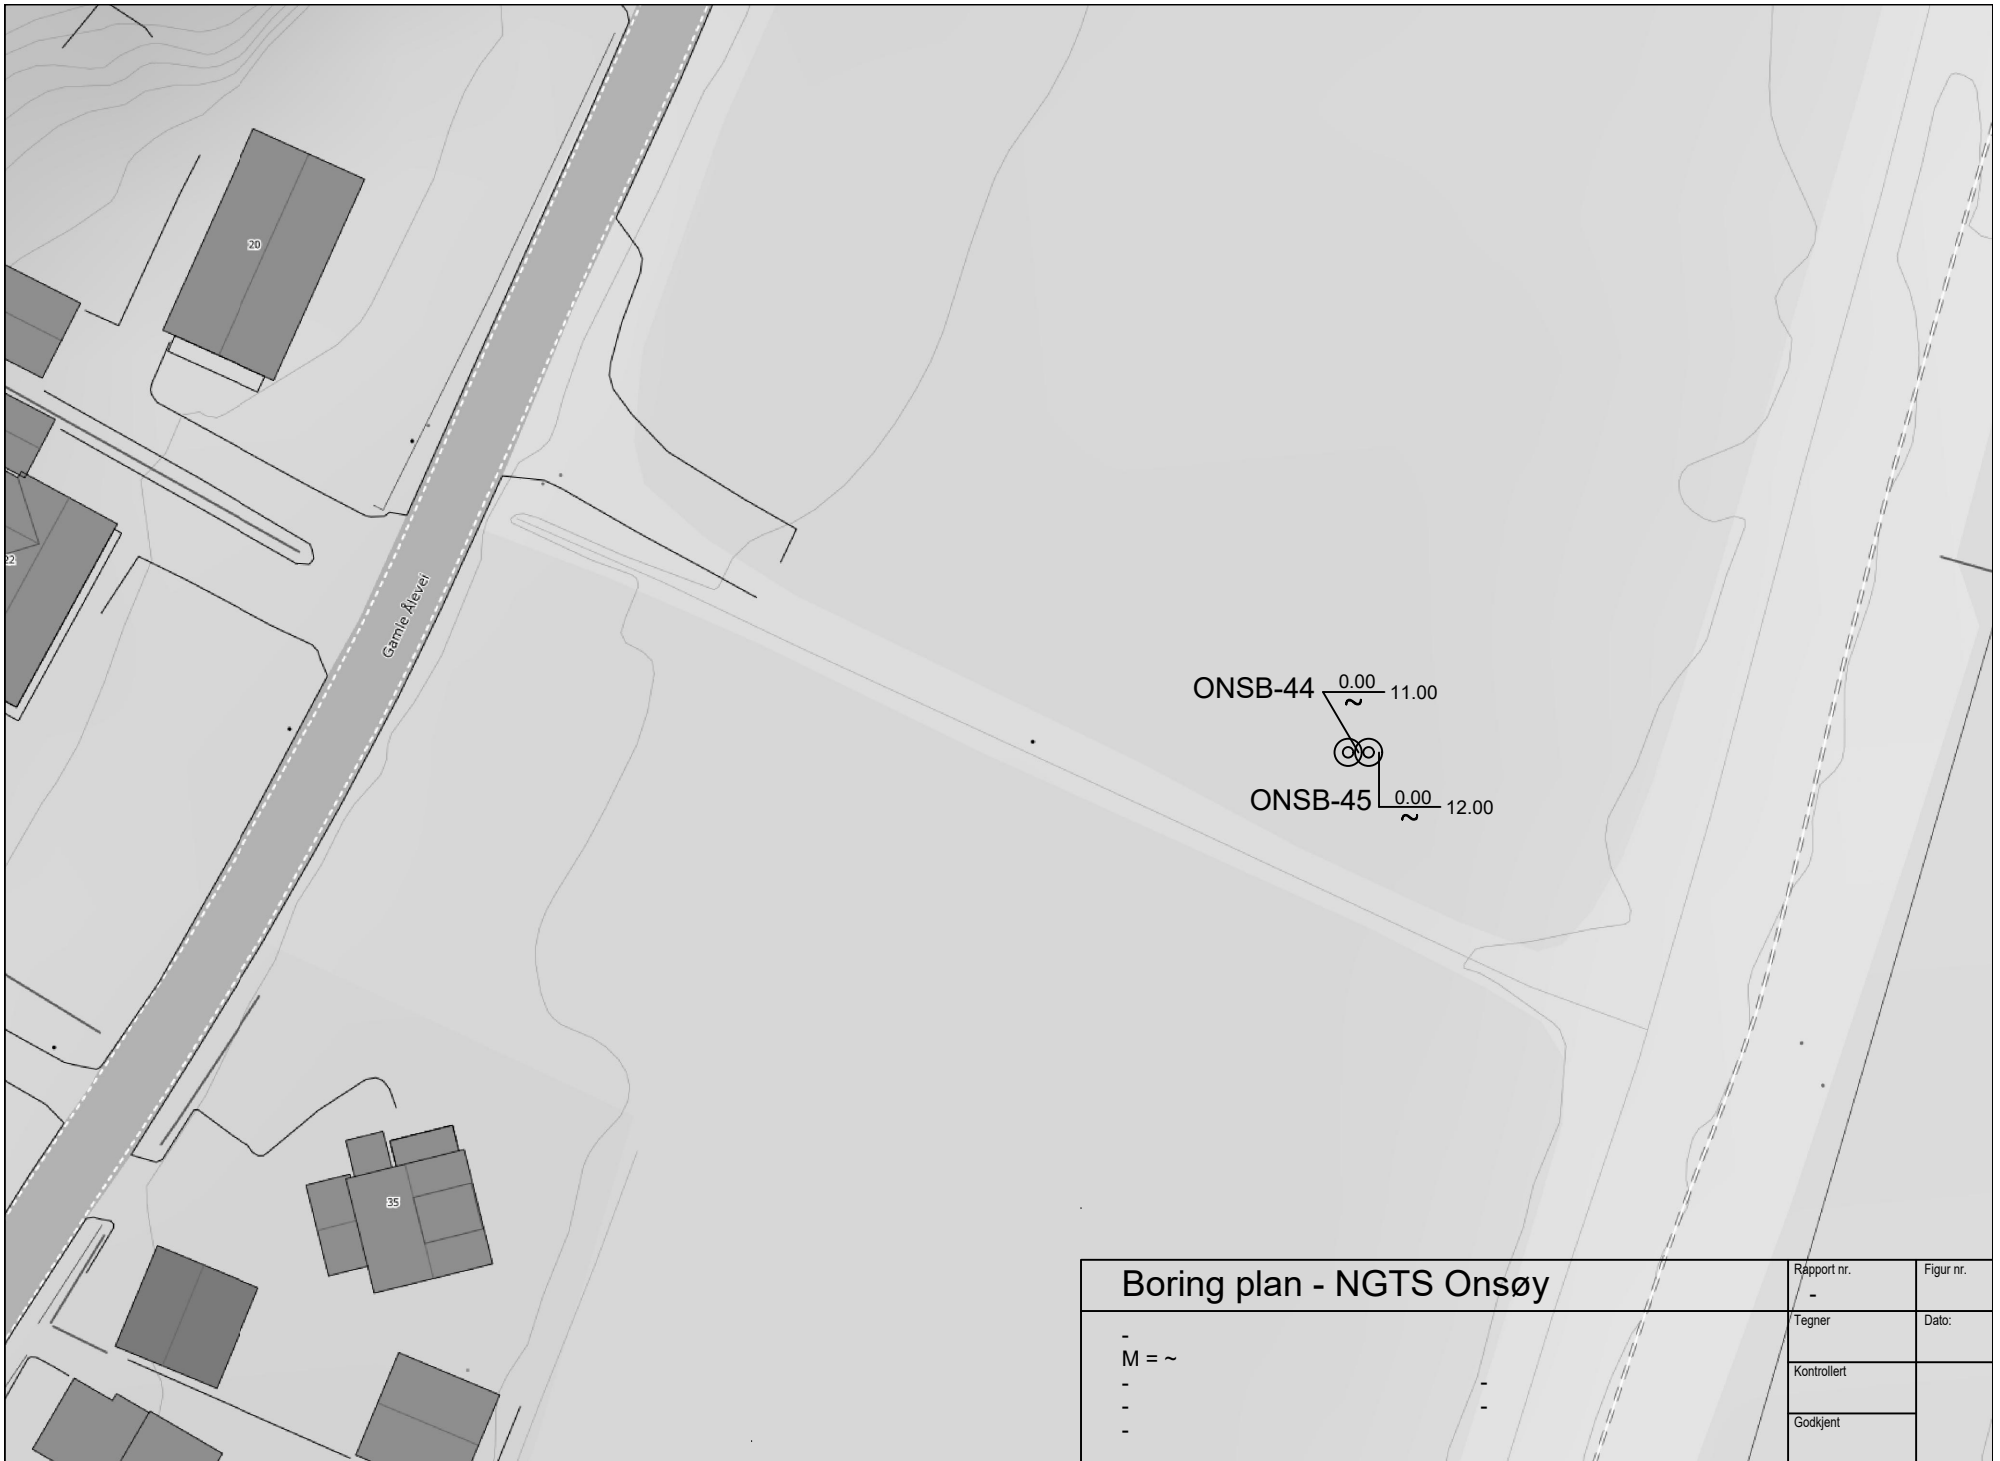 20
22
Gamle Ålevei
ONSB-44 0.00 11.00
~
ONSB-45 0.00 12.00
~
35
Boring plan - NGTS Onsøy
Rapport nr.
-
Figur nr.
-
M = ~
- -
- -
-
Tegner
Dato:
Kontrollert
Godkjent